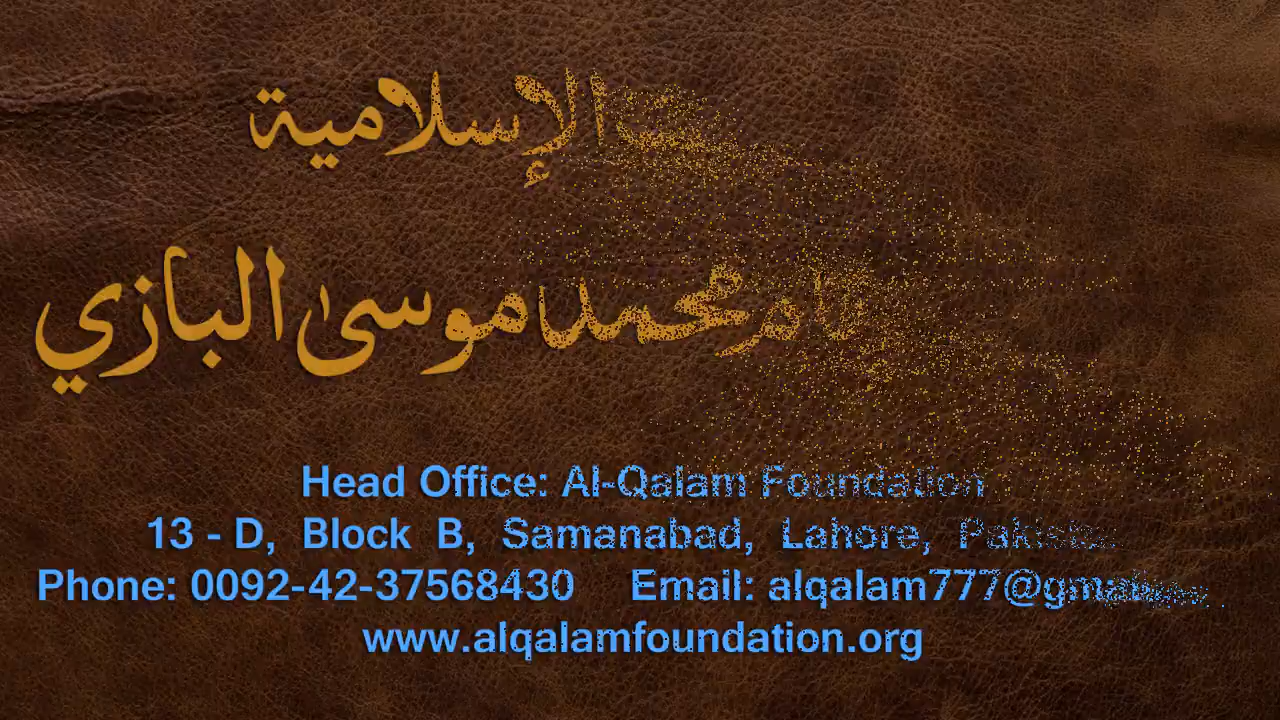 الإسلامية
محمد موسىٰ البازي
Head Office: Al-Qalam Foundation
13 - D, Block B, Samanabad, Lahore,
Phone: 0092-42-37568430 Email:
www.alqalamfoundation.org